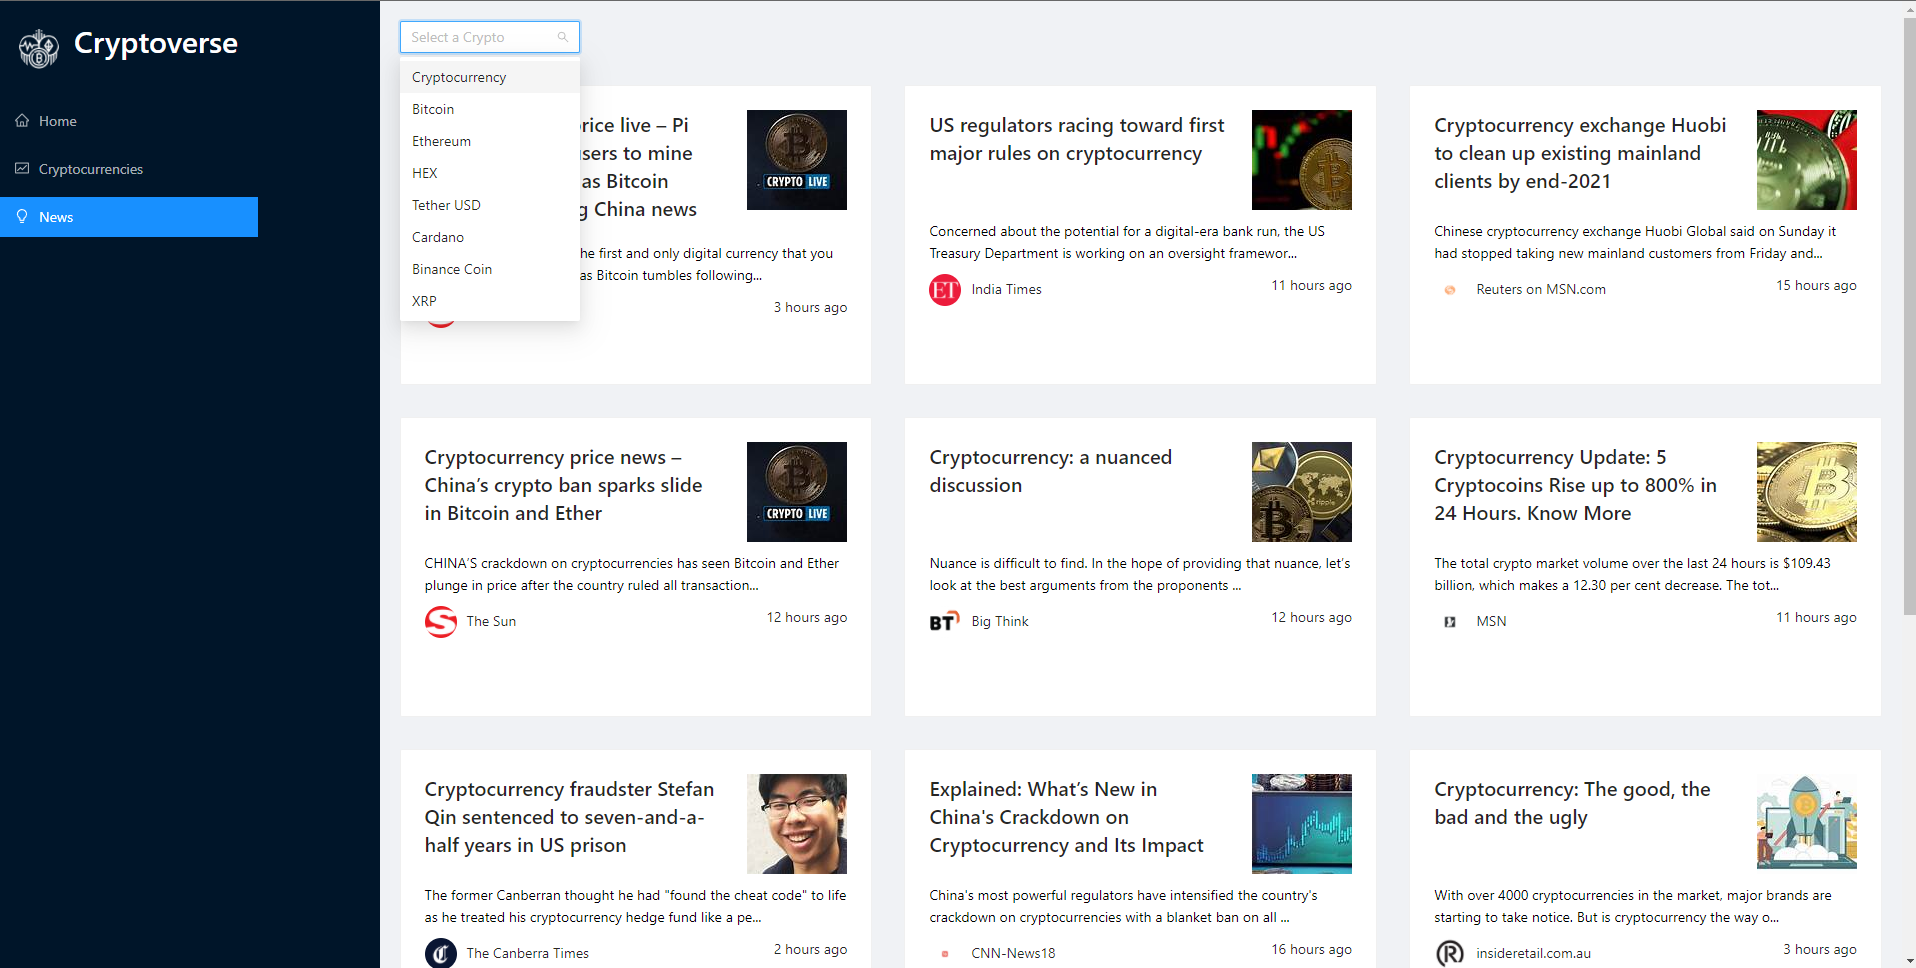 Cryptoverse
Home
Cryptocurrencies
News
Select a Crypto
Cryptocurrency
Bitcoin
Ethereum
HEX
Tether USD
Cardano
Binance Coin
XRP
rice live – Pi
sers to mine
as Bitcoin
g China news
he first and only digital currency that you
as Bitcoin tumbles following...
3 hours ago
CRYPTO LIVE
US regulators racing toward first
major rules on cryptocurrency
Concerned about the potential for a digital-era bank run, the US
Treasury Department is working on an oversight framewor...
ET India Times
11 hours ago
Cryptocurrency exchange Huobi
to clean up existing mainland
clients by end-2021
Chinese cryptocurrency exchange Huobi Global said on Sunday it
had stopped taking new mainland customers from Friday and...
Reuters on MSN.com
15 hours ago
Cryptocurrency price news –
China’s crypto ban sparks slide
in Bitcoin and Ether
CRYPTO LIVE
CHINA'S crackdown on cryptocurrencies has seen Bitcoin and Ether
plunge in price after the country ruled all transaction...
The Sun
12 hours ago
Cryptocurrency: a nuanced
discussion
ripple
Nuance is difficult to find. In the hope of providing that nuance, let’s
look at the best arguments from the proponents ...
BT Big Think
12 hours ago
Cryptocurrency Update: 5
Cryptocoins Rise up to 800% in
24 Hours. Know More
The total crypto market volume over the last 24 hours is $109.43
billion, which makes a 12.30 per cent decrease. The tot...
MSN
11 hours ago
Cryptocurrency fraudster Stefan
Qin sentenced to seven-and-a-
half years in US prison
The former Canberran thought he had "found the cheat code" to life
as he treated his cryptocurrency hedge fund like a pe...
The Canberra Times
2 hours ago
Explained: What’s New in
China's Crackdown on
Cryptocurrency and Its Impact
China's most powerful regulators have intensified the country's
crackdown on cryptocurrencies with a blanket ban on all ...
CNN-News18
16 hours ago
Cryptocurrency: The good, the
bad and the ugly
With over 4000 cryptocurrencies in the market, major brands are
starting to take notice. But is cryptocurrency the way o...
insideretail.com.au
3 hours ago